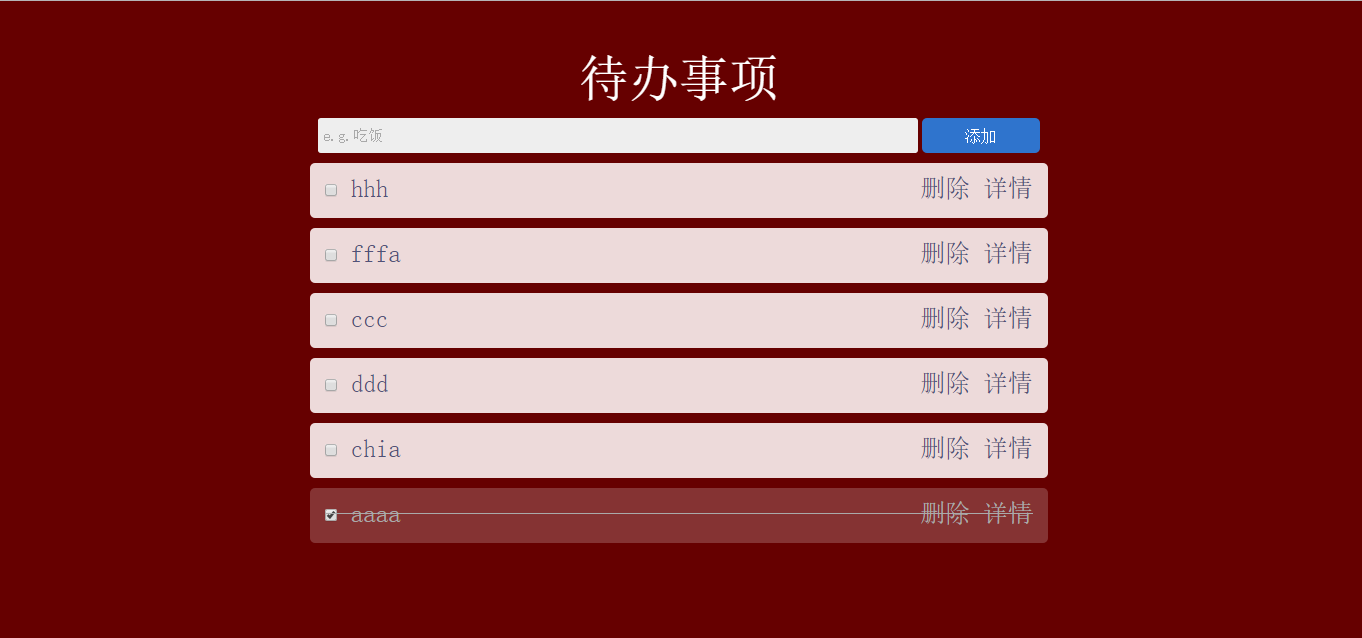 待办事项
e.g.吃饭 添加
hhh 删除 详情
fffa 删除 详情
ccc 删除 详情
ddd 删除 详情
chia 删除 详情
aaaa 删除 详情